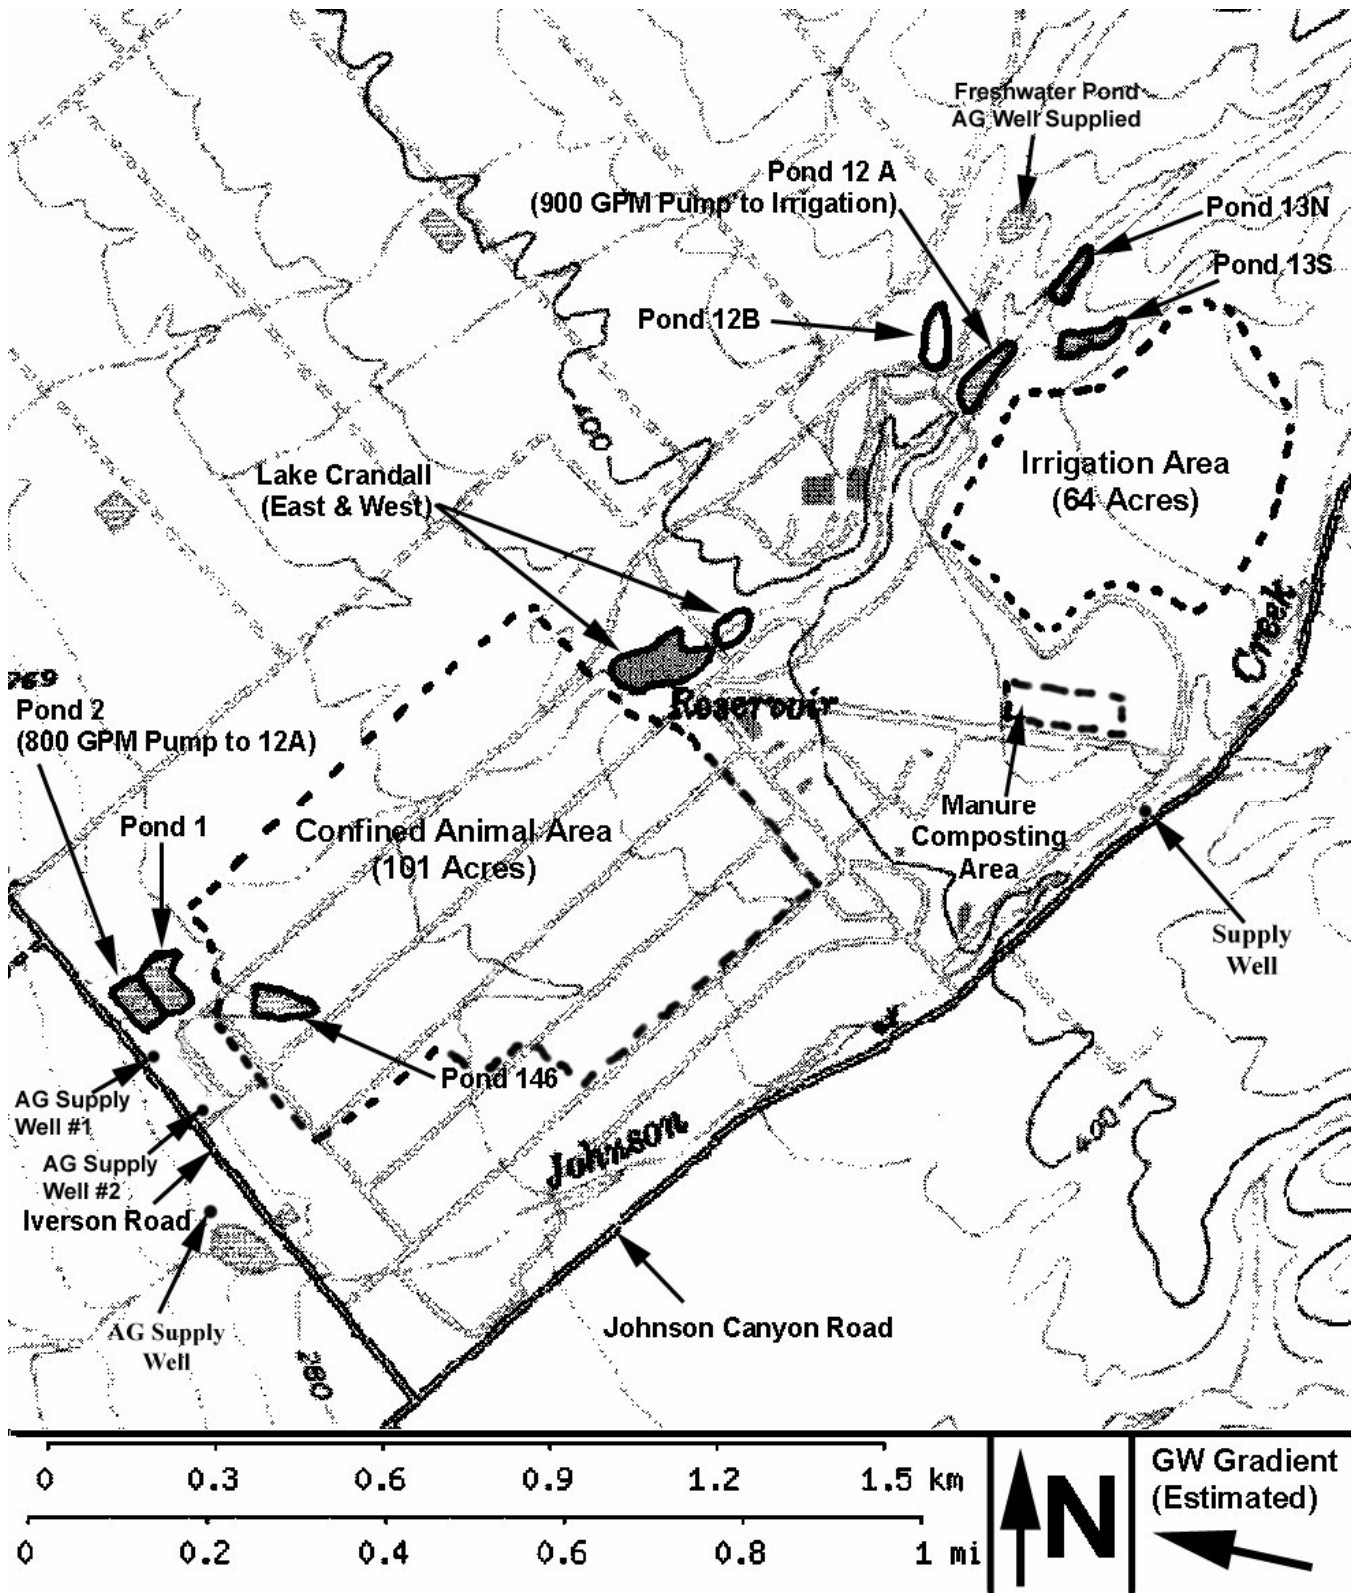 Freshwater Pond
AG Well Supplied
Pond 12 A
(900 GPM Pump to Irrigation)
Pond 13N
Pond 13S
Pond 12B
400
Irrigation Area
(64 Acres)
Lake Crandall
(East & West)
Creek
769
Pond 2
(800 GPM Pump to 12A)
Reservoir
Pond 1
Confined Animal Area
(101 Acres)
Manure
Composting
Area
Supply
Well
Pond 146
AG Supply
Well #1
AG Supply
Well #2
Iverson Road
Johnson
400
AG Supply
Well
280
Johnson Canyon Road
0 0.3 0.6 0.9 1.2 1.5 km
0 0.2 0.4 0.6 0.8 1 mi
N
GW Gradient
(Estimated)